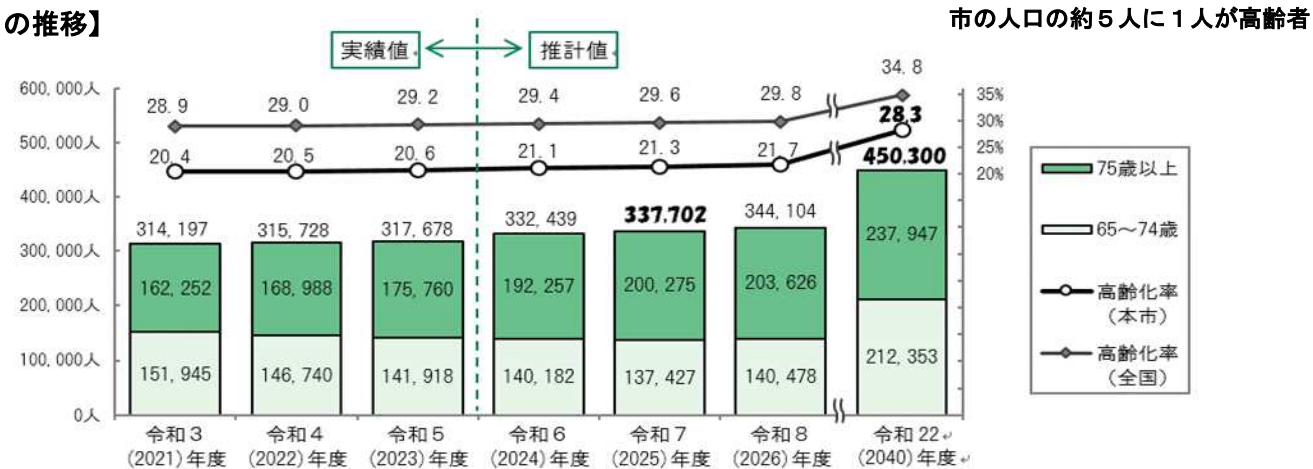 の推移】
市の人口の約５人に１人が高齢者
実績値
推計値
600,000人
500,000人
400,000人
300,000人
200,000人
100,000人
0人
28.9
29.0
29.2
29.4
29.6
29.8
34.8
20.4
20.5
20.6
21.1
21.3
21.7
28.3
35%
30%
25%
20%
314,197
315,728
317,678
332,439
337.702
344,104
450.300
162,252
168,988
175,760
192,257
200,275
203,626
237,947
151,945
146,740
141,918
140,182
137,427
140,478
212,353
令和３
(2021)年度
令和４
(2022)年度
令和５
(2023)年度
令和６
(2024)年度
令和７
(2025)年度
令和８
(2026)年度
令和22
(2040)年度
75歳以上
65～74歳
高齢化率
（本市）
高齢化率
（全国）